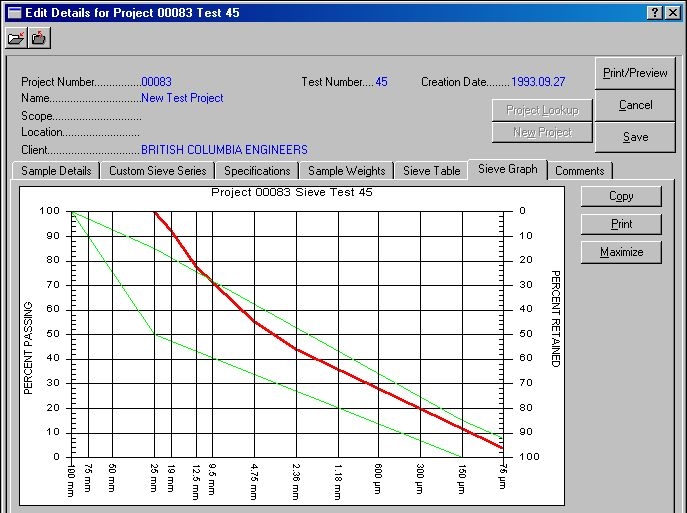 Edit Details for Project 00083 Test 45
Project Number...............00083 Test Number.... 45 Creation Date........ 1993.09.27
Name.............................New Test Project
Scope.............................
Location..........................
Client..............................BRITISH COLUMBIA ENGINEERS
Print/Preview
Project Lookup
Cancel
New Project
Save
Sample Details Custom Sieve Series Specifications Sample Weights Sieve Table Sieve Graph Comments
Project 00083 Sieve Test 45
Copy
Print
Maximize
PERCENT PASSING
100
90
80
70
60
50
40
30
20
10
0
0
10
20
30
40
50
60
70
80
90
100
PERCENT RETAINED
100 mm
75 mm
50 mm
25 mm
19 mm
12.5 mm
9.5 mm
4.75 mm
2.36 mm
1.18 mm
600 µm
300 µm
150 µm
75 µm